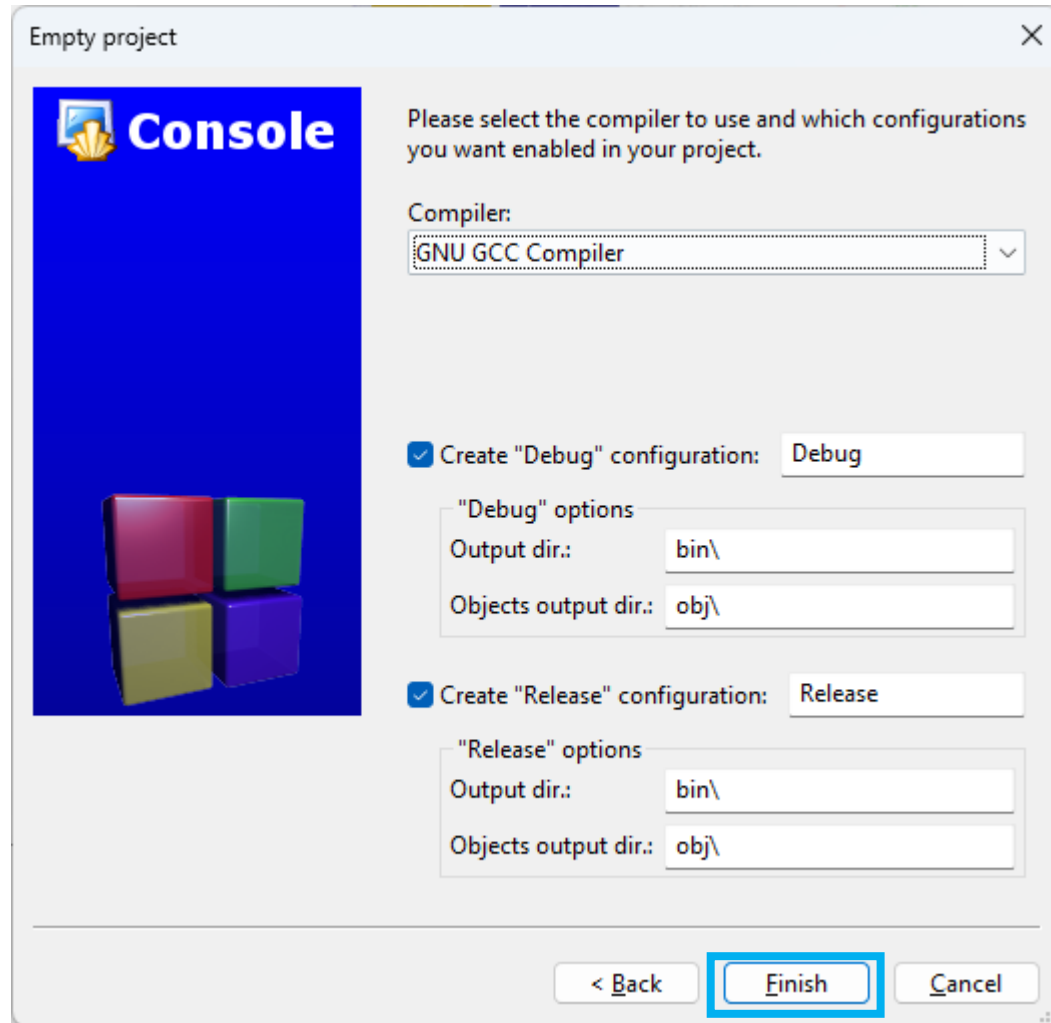 Empty project
Console
Please select the compiler to use and which configurations
you want enabled in your project.
Compiler:
GNU GCC Compiler
Create "Debug" configuration: Debug
"Debug" options
Output dir.: bin\
Objects output dir.: obj\
Create "Release" configuration: Release
"Release" options
Output dir.: bin\
Objects output dir.: obj\
< Back Finish Cancel